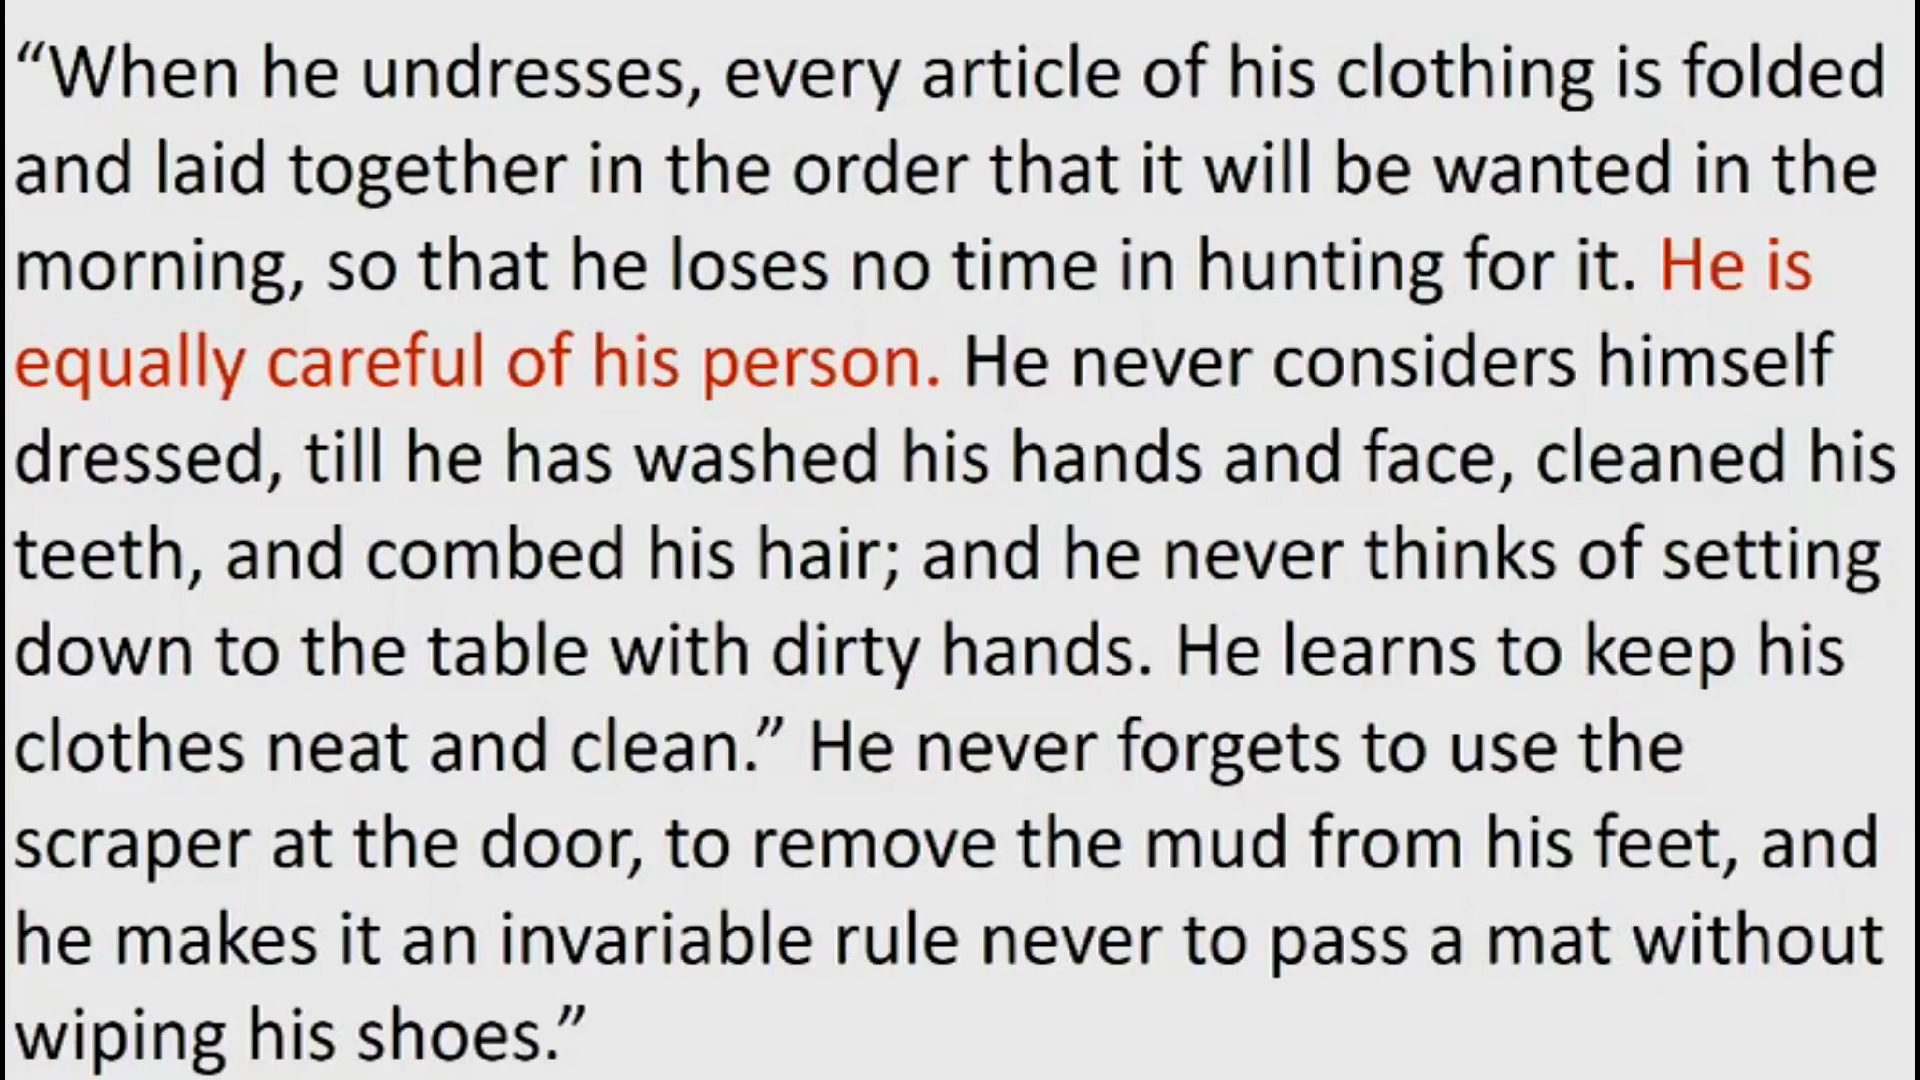 “When he undresses, every article of his clothing is folded
and laid together in the order that it will be wanted in the
morning, so that he loses no time in hunting for it. He is
equally careful of his person. He never considers himself
dressed, till he has washed his hands and face, cleaned his
teeth, and combed his hair; and he never thinks of setting
down to the table with dirty hands. He learns to keep his
clothes neat and clean.” He never forgets to use the
scraper at the door, to remove the mud from his feet, and
he makes it an invariable rule never to pass a mat without
wiping his shoes.”